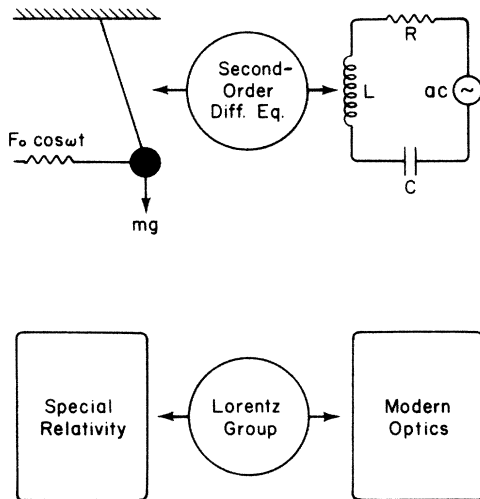 R
Second-
Order
Diff. Eq.
L
ac
F₀ cosωt
C
mg
Special
Relativity
Lorentz
Group
Modern
Optics